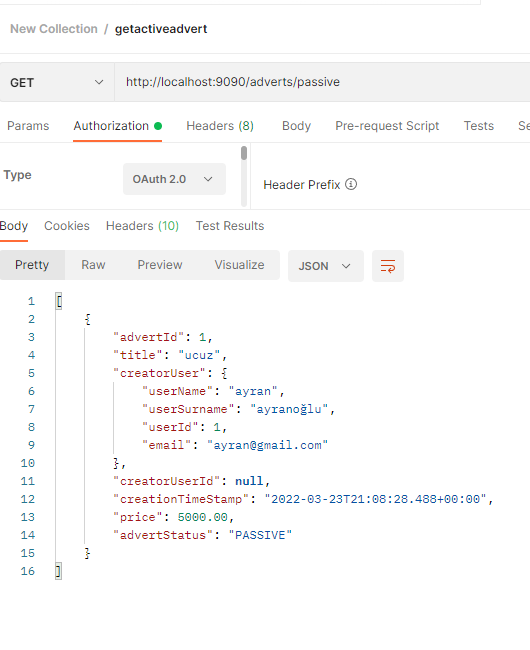 New Collection / getactiveadvert
GET http://localhost:9090/adverts/passive
Params Authorization Headers (8) Body Pre-request Script Tests Se
Type OAuth 2.0 Header Prefix
Body Cookies Headers (10) Test Results
Pretty Raw Preview Visualize JSON
1 [
2 {
3 "advertId": 1,
4 "title": "ucuz",
5 "creatorUser": {
6 "userName": "ayran",
7 "userSurname": "ayranoğlu",
8 "userId": 1,
9 "email": "ayran@gmail.com"
10 },
11 "creatorUserId": null,
12 "creationTimeStamp": "2022-03-23T21:08:28.488+00:00",
13 "price": 5000.00,
14 "advertStatus": "PASSIVE"
15 }
16 ]